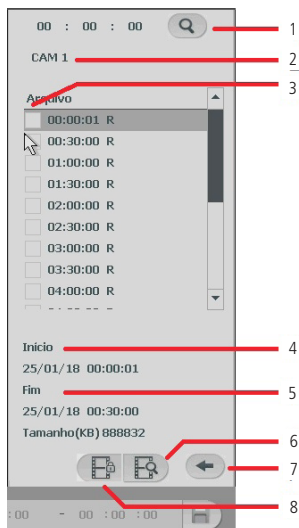 00 : 00 : 00
1
CAM 1
2
3
Arquivo
00:00:01 R
00:30:00 R
01:00:00 R
01:30:00 R
02:00:00 R
02:30:00 R
03:00:00 R
03:30:00 R
04:00:00 R
Inicio
4
25/01/18 00:00:01
Fim
5
25/01/18 00:30:00
Tamanho(KB) 888832
6
7
:00 - 00 :00 :00
8